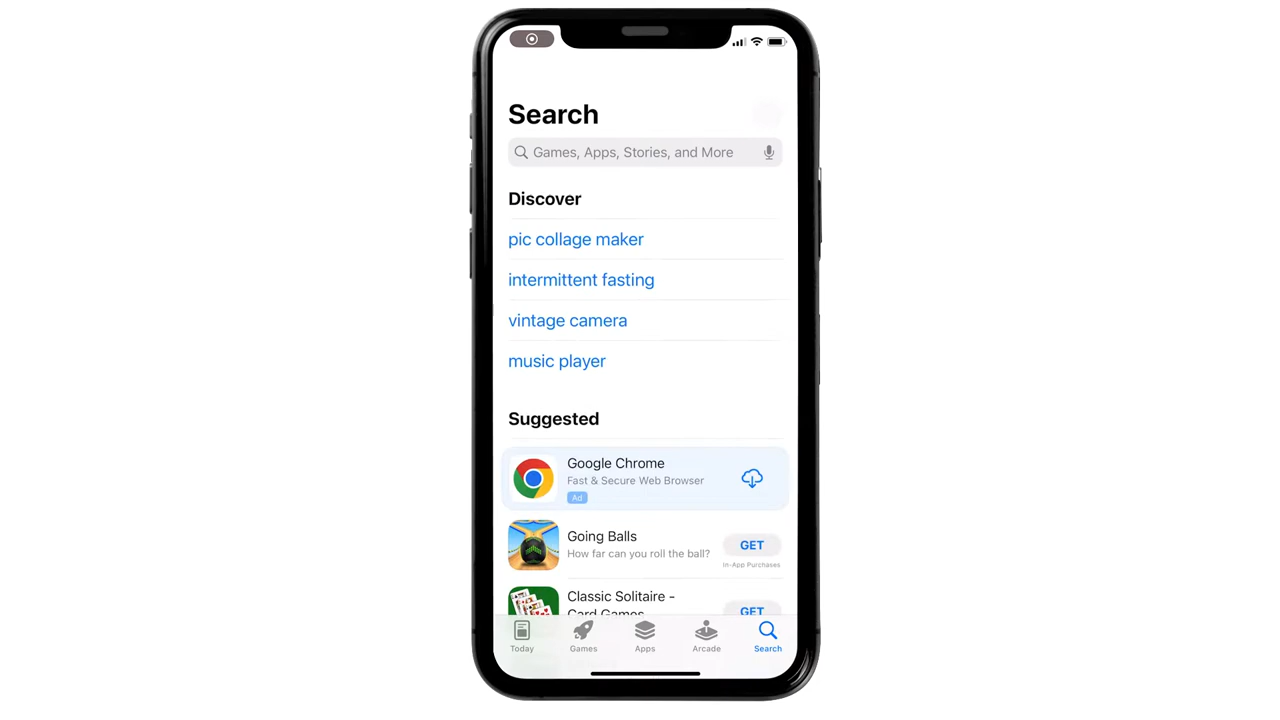 Search
Games, Apps, Stories, and More
Discover
pic collage maker
intermittent fasting
vintage camera
music player
Suggested
Google Chrome
Fast & Secure Web Browser
Ad
Going Balls
How far can you roll the ball?
GET
In-App Purchases
Classic Solitaire -
Card Games
GET
Today
Games
Apps
Arcade
Search